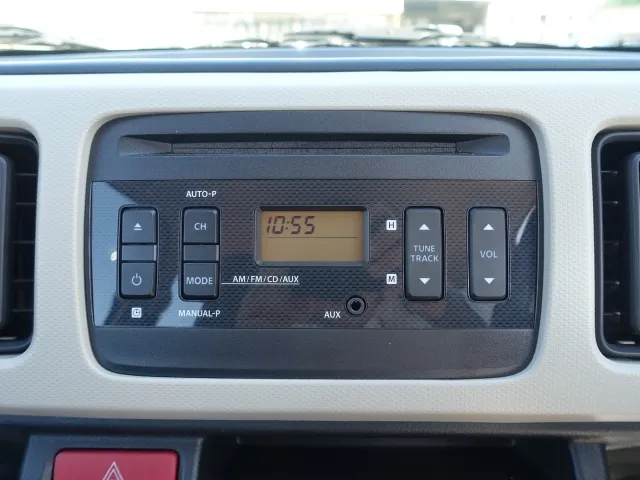 AUTO-P
CH
10:55
H
TUNE
TRACK
VOL
MODE
AM/FM/CD/AUX
M
MANUAL-P
AUX